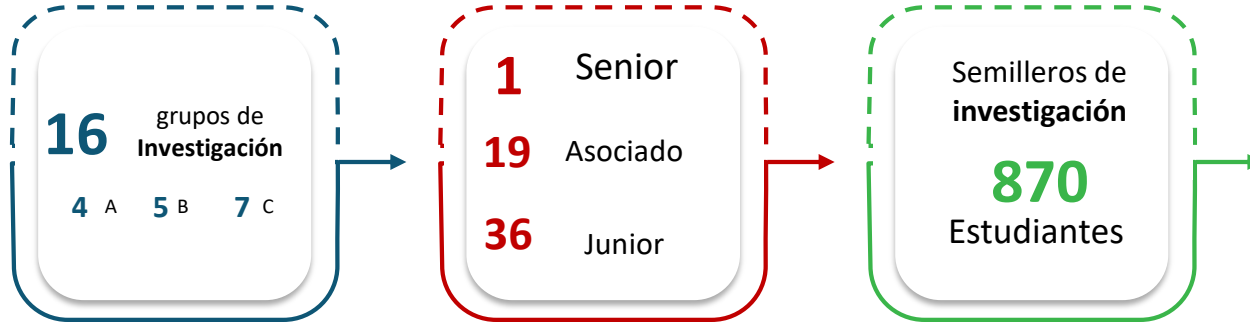 16 grupos de
Investigación
4 A 5 B 7 C
1 Senior
19 Asociado
36 Junior
Semilleros de
investigación
870
Estudiantes